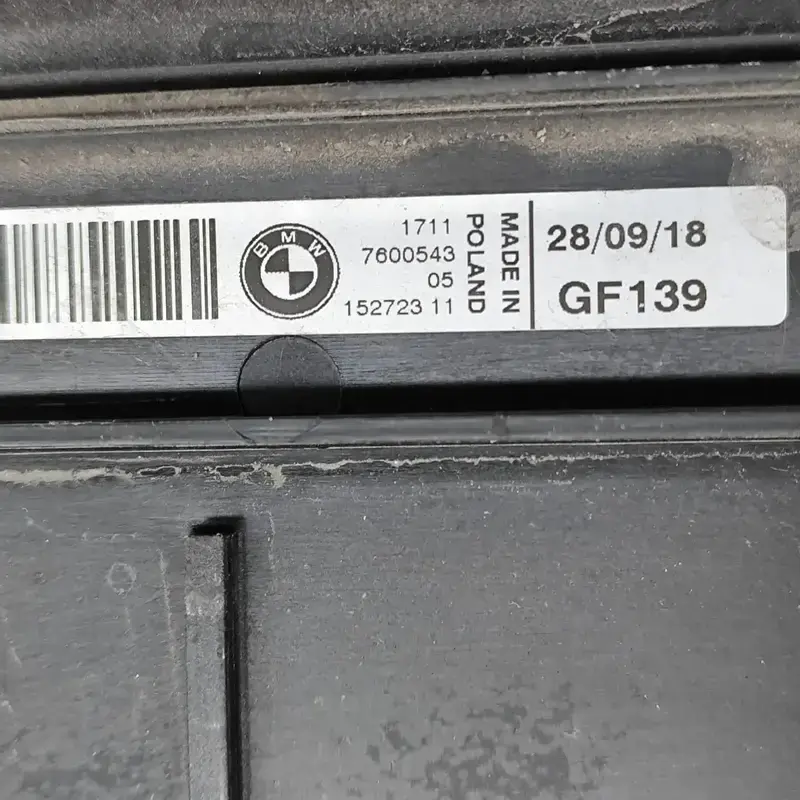 BMW
1711
7600543
05
152723 11
MADE IN
POLAND
28/09/18
GF139